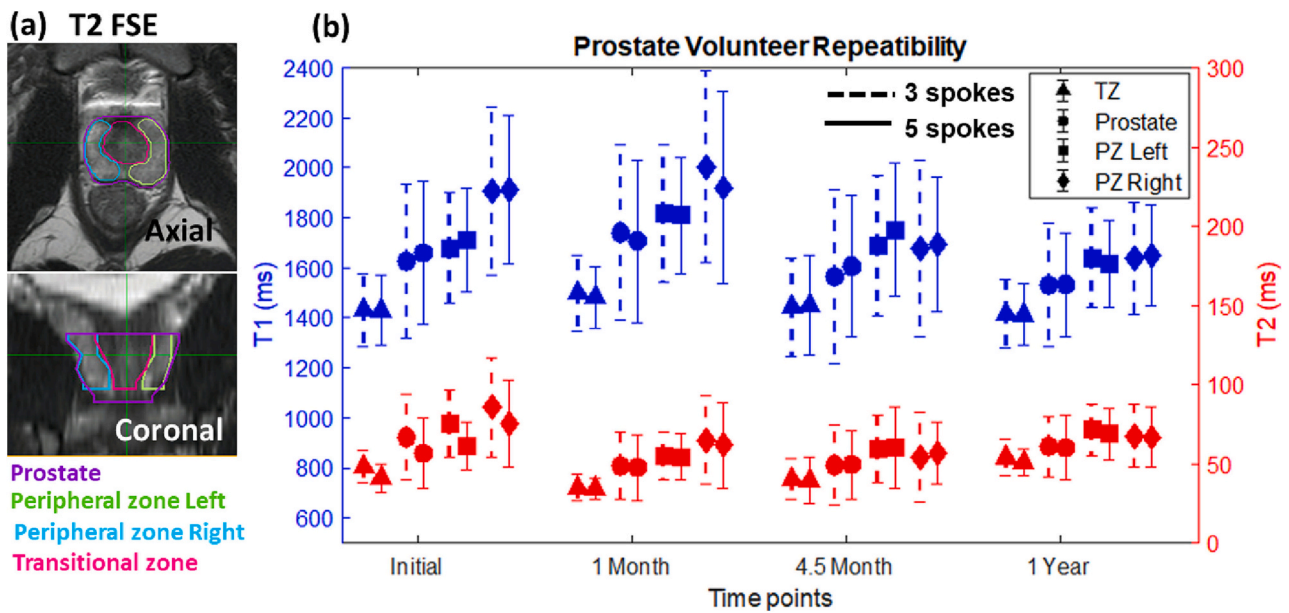 (a) T2 FSE
Axial
Coronal
Prostate
Peripheral zone Left
Peripheral zone Right
Transitional zone
(b)
Prostate Volunteer Repeatibility
3 spokes
5 spokes
TZ
Prostate
PZ Left
PZ Right
T1 (ms)
2400
2200
2000
1800
1600
1400
1200
1000
800
600
T2 (ms)
300
250
200
150
100
50
0
Initial
1 Month
4.5 Month
1 Year
Time points